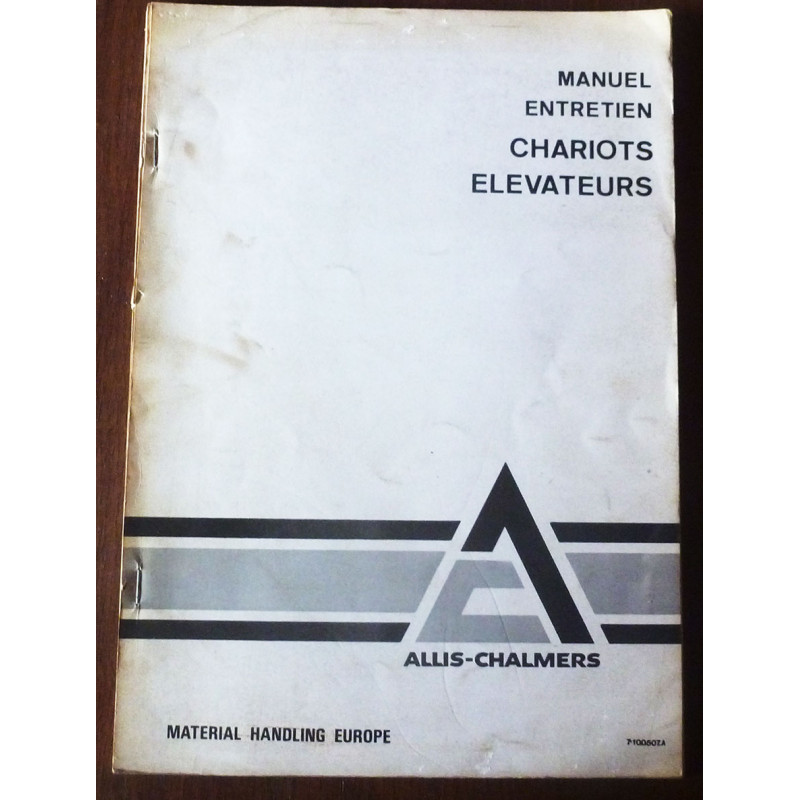 MANUEL
ENTRETIEN
CHARIOTS
ELEVATEURS
ALLIS-CHALMERS
MATERIAL HANDLING EUROPE